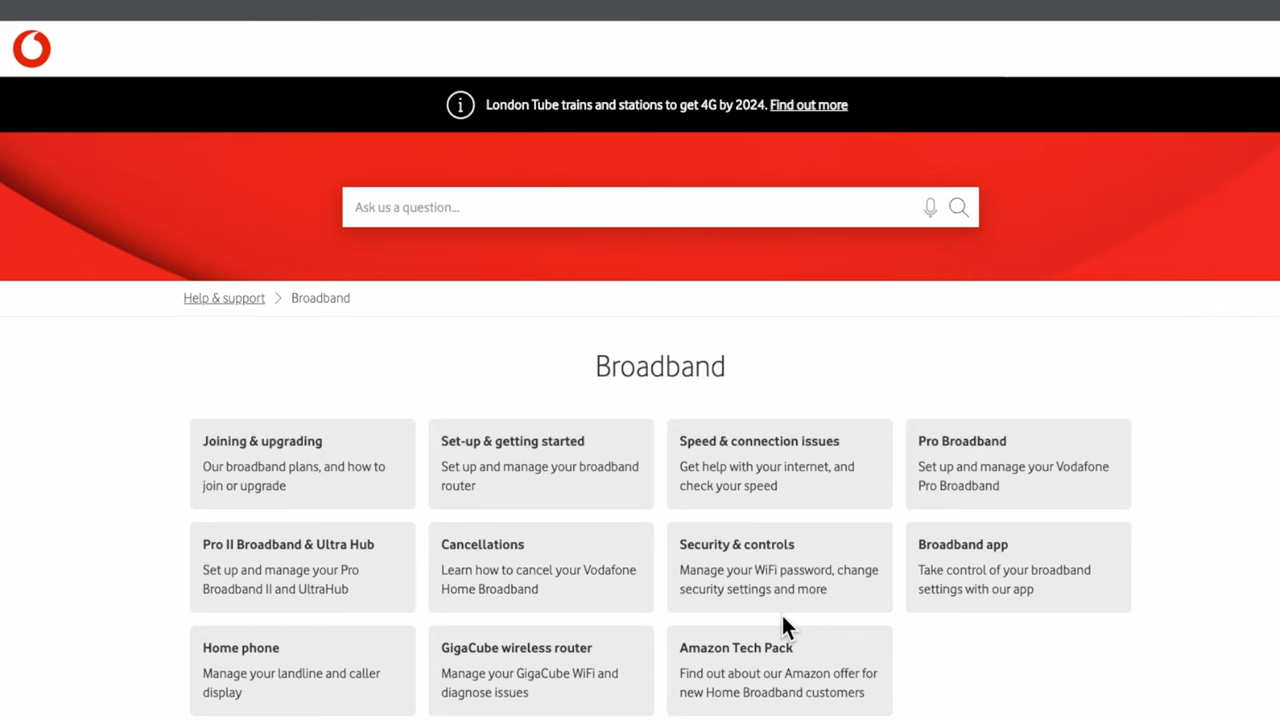 London Tube trains and stations to get 4G by 2024. Find out more
Ask us a question...
Help & support > Broadband
Broadband
Joining & upgrading
Our broadband plans, and how to
join or upgrade
Set-up & getting started
Set up and manage your broadband
router
Speed & connection issues
Get help with your internet, and
check your speed
Pro Broadband
Set up and manage your Vodafone
Pro Broadband
Pro II Broadband & Ultra Hub
Set up and manage your Pro
Broadband II and UltraHub
Cancellations
Learn how to cancel your Vodafone
Home Broadband
Security & controls
Manage your WiFi password, change
security settings and more
Broadband app
Take control of your broadband
settings with our app
Home phone
Manage your landline and caller
display
GigaCube wireless router
Manage your GigaCube WiFi and
diagnose issues
Amazon Tech Pack
Find out about our Amazon offer for
new Home Broadband customers